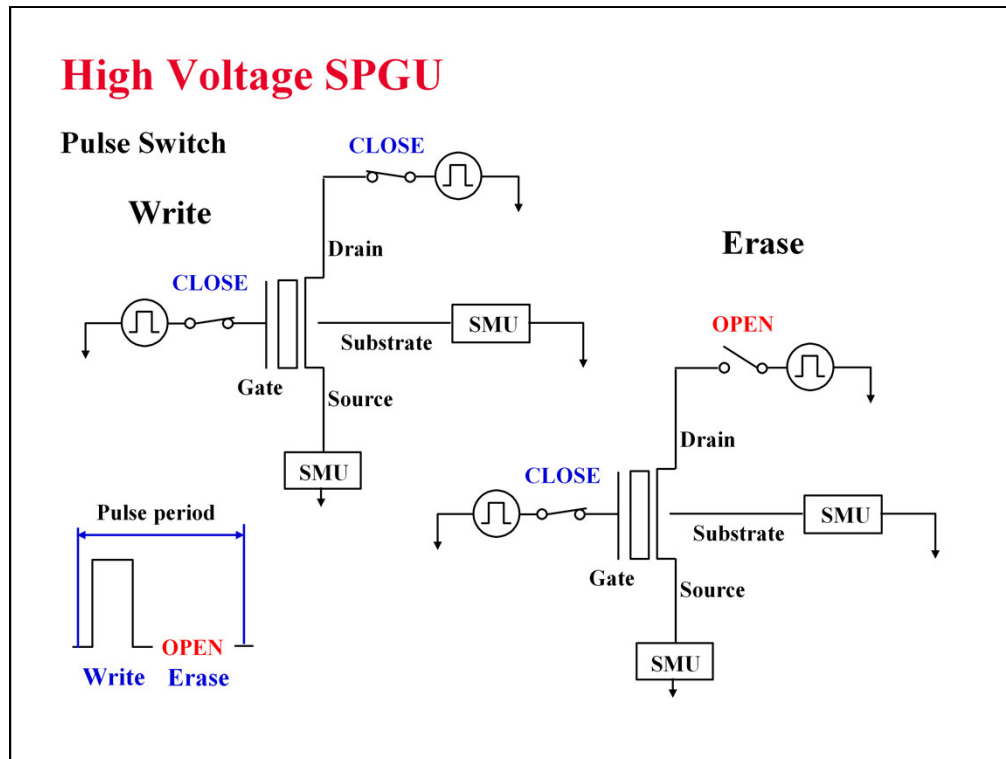 High Voltage SPGU
Pulse Switch
Write
CLOSE
Drain
CLOSE
SMU
Substrate
Gate
Source
SMU
Erase
OPEN
Drain
CLOSE
SMU
Substrate
Gate
Source
SMU
Pulse period
OPEN
Write Erase